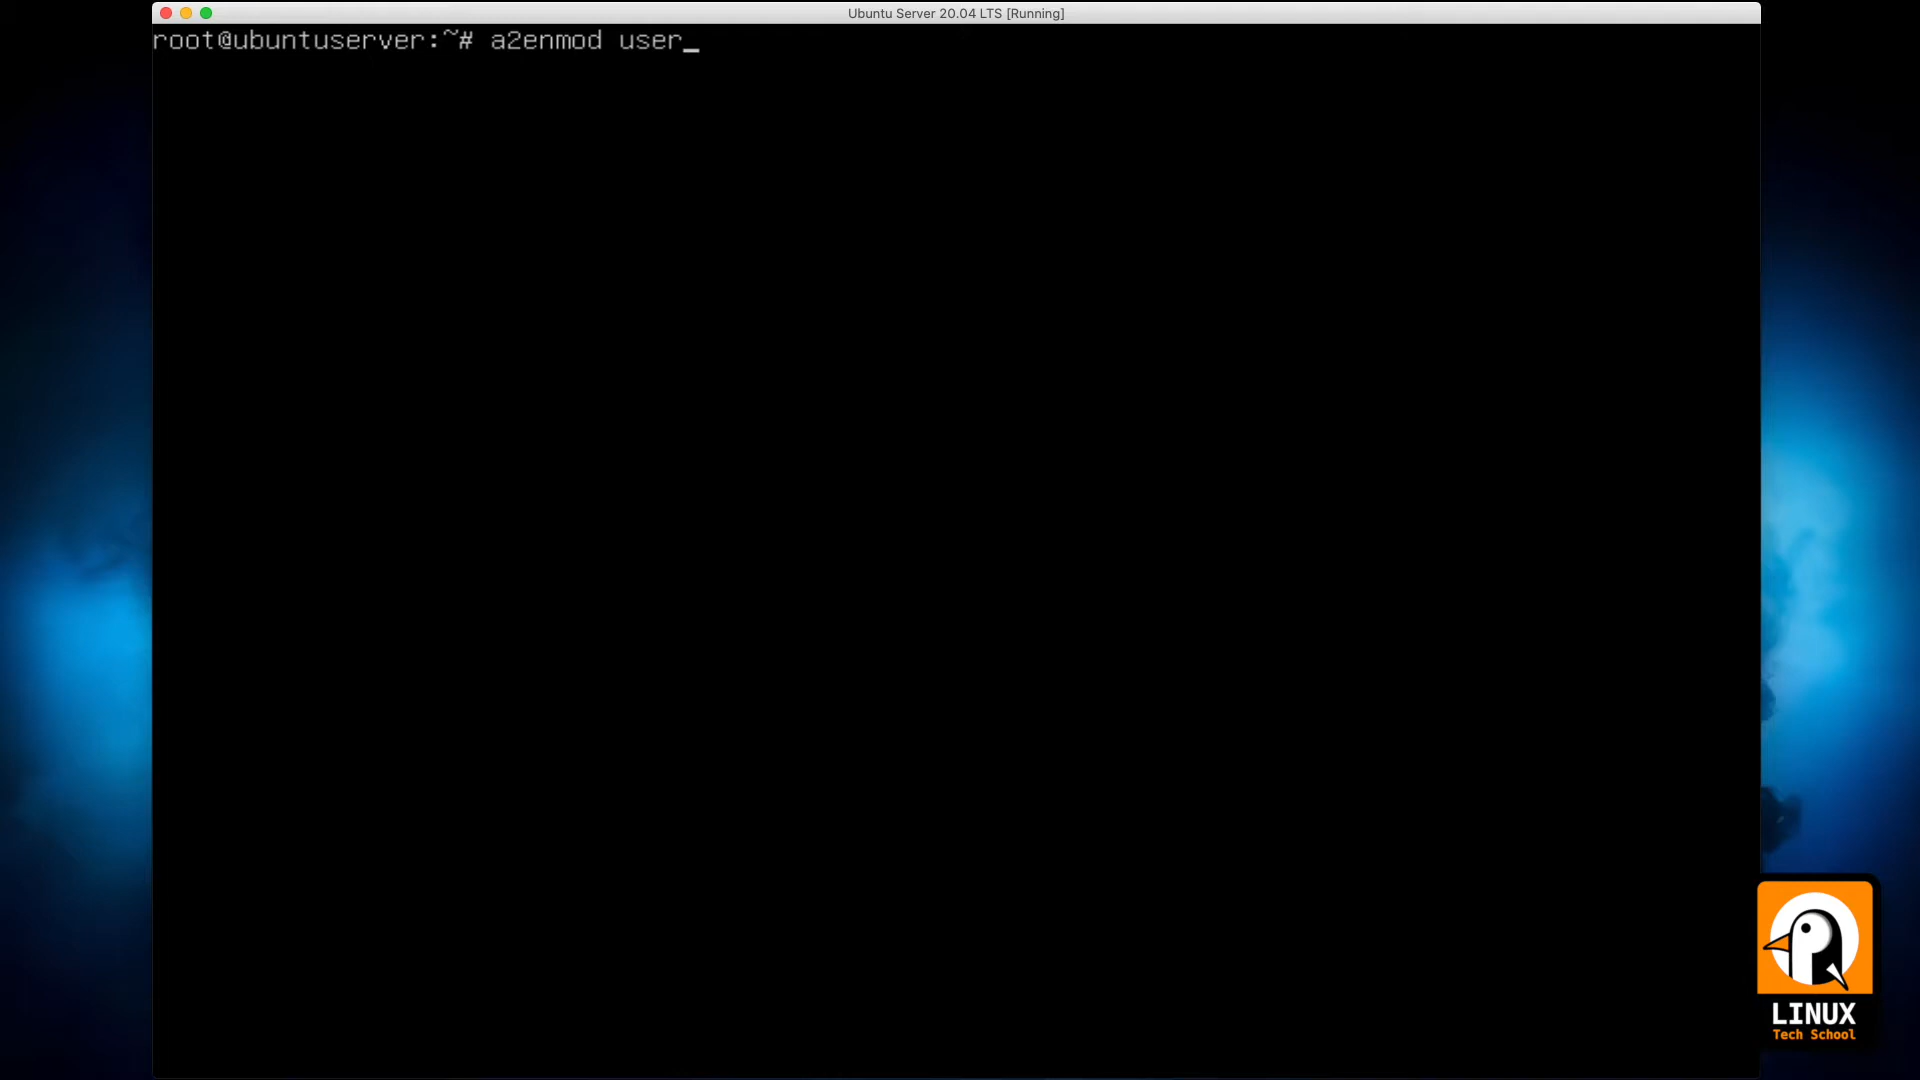 Ubuntu Server 20.04 LTS [Running]
root@ubuntuserver:~# a2enmod user_
LINUX
Tech School